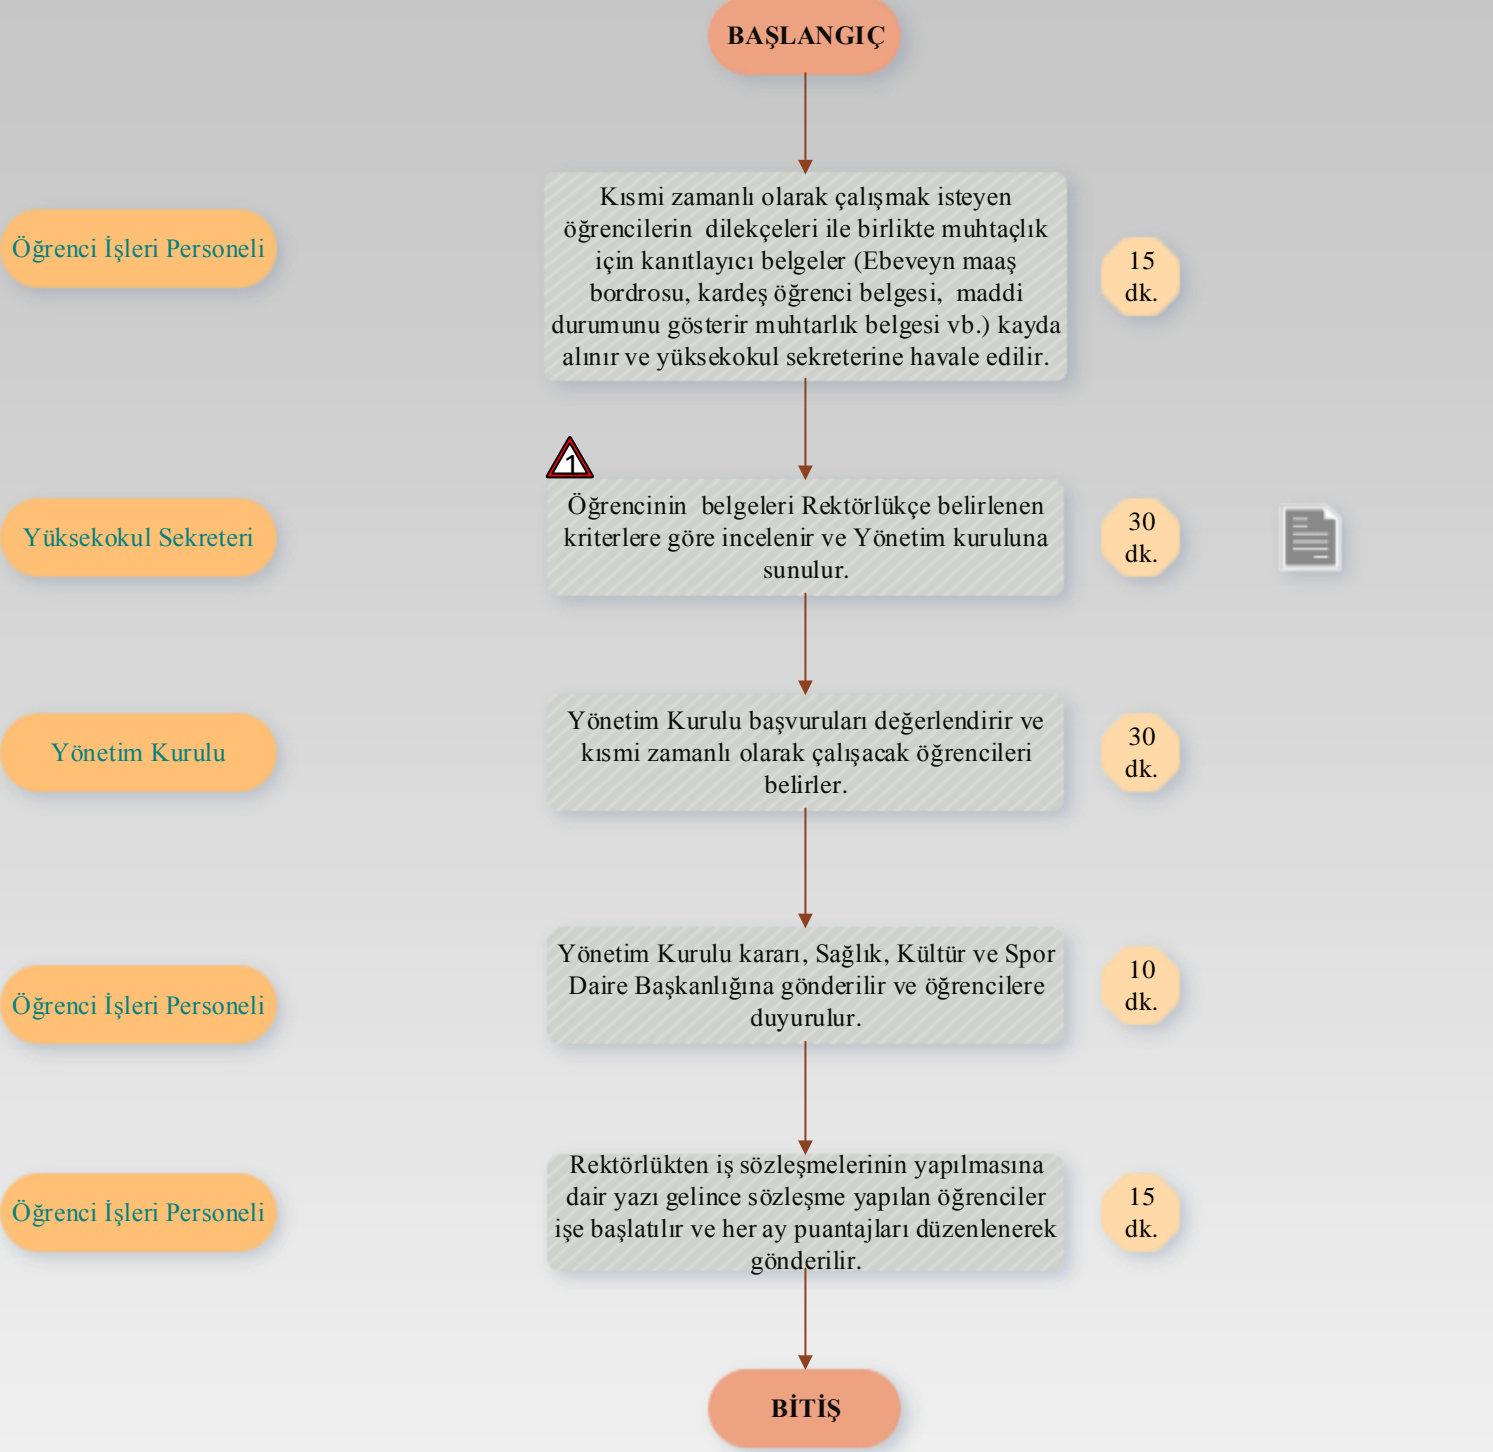 BAŞLANGIÇ
Öğrenci İşleri Personeli
Kısmi zamanlı olarak çalışmak isteyen
öğrencilerin  dilekçeleri ile birlikte muhtaçlık
için kanıtlayıcı belgeler (Ebeveyn maaş
bordrosu, kardeş öğrenci belgesi,  maddi
durumunu gösterir muhtarlık belgesi vb.) kayda
alınır ve yüksekokul sekreterine havale edilir.
15
dk.
1
Yüksekokul Sekreteri
Öğrencinin  belgeleri Rektörlükçe belirlenen
kriterlere göre incelenir ve Yönetim kuruluna
sunulur.
30
dk.
Yönetim Kurulu
Yönetim Kurulu başvuruları değerlendirir ve
kısmi zamanlı olarak çalışacak öğrencileri
belirler.
30
dk.
Öğrenci İşleri Personeli
Yönetim Kurulu kararı, Sağlık, Kültür ve Spor
Daire Başkanlığına gönderilir ve öğrencilere
duyurulur.
10
dk.
Öğrenci İşleri Personeli
Rektörlükten iş sözleşmelerinin yapılmasına
dair yazı gelince sözleşme yapılan öğrenciler
işe başlatılır ve her ay puantajları düzenlenerek
gönderilir.
15
dk.
BİTİŞ